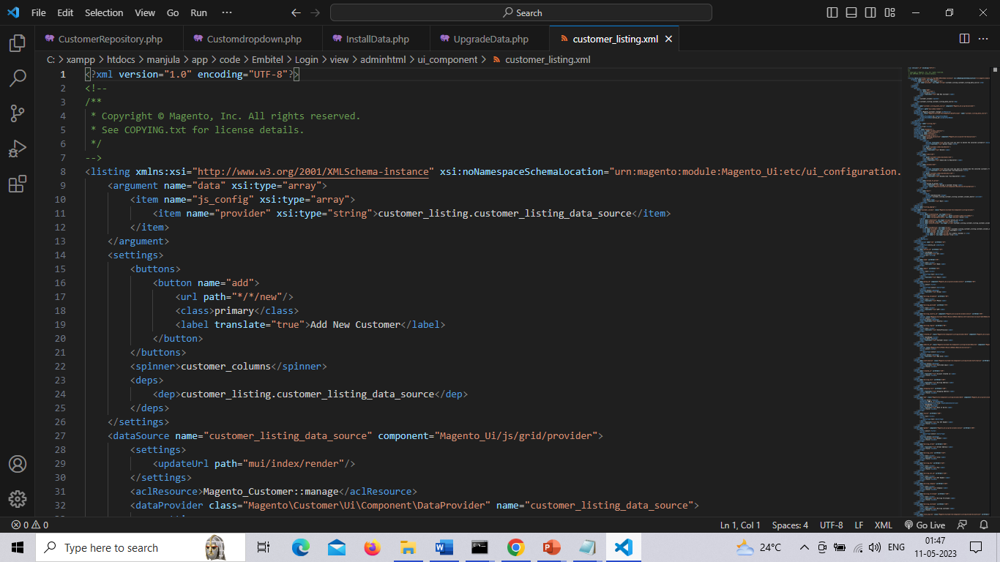 File Edit Selection View Go Run ··· Search
CustomerRepository.php Customdropdown.php InstallData.php UpgradeData.php customer_listing.xml
C: > xampp > htdocs > manjula > app > code > Embitel > Login > view > adminhtml > ui_component > customer_listing.xml
1 <?xml version="1.0" encoding="UTF-8"?>
2 <!--
3 /**
4 * Copyright © Magento, Inc. All rights reserved.
5 * See COPYING.txt for license details.
6 */
7 -->
8 <listing xmlns:xsi="http://www.w3.org/2001/XMLSchema-instance" xsi:noNamespaceSchemaLocation="urn:magento:module:Magento_Ui:etc/ui_configuration.
9 <argument name="data" xsi:type="array">
10 <item name="js_config" xsi:type="array">
11 <item name="provider" xsi:type="string">customer_listing.customer_listing_data_source</item>
12 </item>
13 </argument>
14 <settings>
15 <buttons>
16 <button name="add">
17 <url path="*/*/new"/>
18 <class>primary</class>
19 <label translate="true">Add New Customer</label>
20 </button>
21 </buttons>
22 <spinner>customer_columns</spinner>
23 <deps>
24 <dep>customer_listing.customer_listing_data_source</dep>
25 </deps>
26 </settings>
27 <dataSource name="customer_listing_data_source" component="Magento_Ui/js/grid/provider">
28 <settings>
29 <updateUrl path="mui/index/render"/>
30 </settings>
31 <aclResource>Magento_Customer::manage</aclResource>
32 <dataProvider class="Magento\Customer\Ui\Component\DataProvider" name="customer_listing_data_source">
0 0 Ln 1, Col 1 Spaces: 4 UTF-8 LF XML Go Live
Type here to search 24°C ENG 01:47
11-05-2023